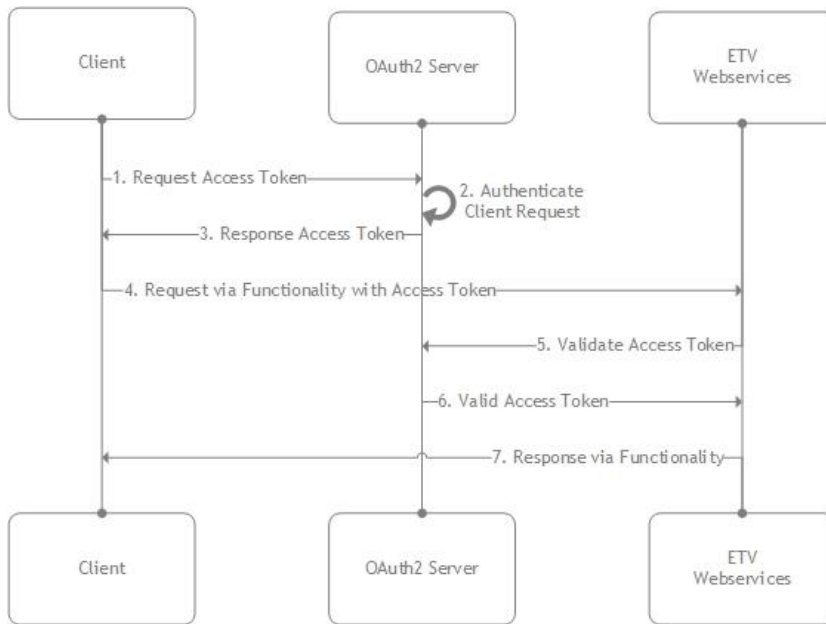 Client
OAuth2 Server
ETV
Webservices
1. Request Access Token
2. Authenticate
Client Request
3. Response Access Token
4. Request via Functionality with Access Token
5. Validate Access Token
6. Valid Access Token
7. Response via Functionality
Client
OAuth2 Server
ETV
Webservices